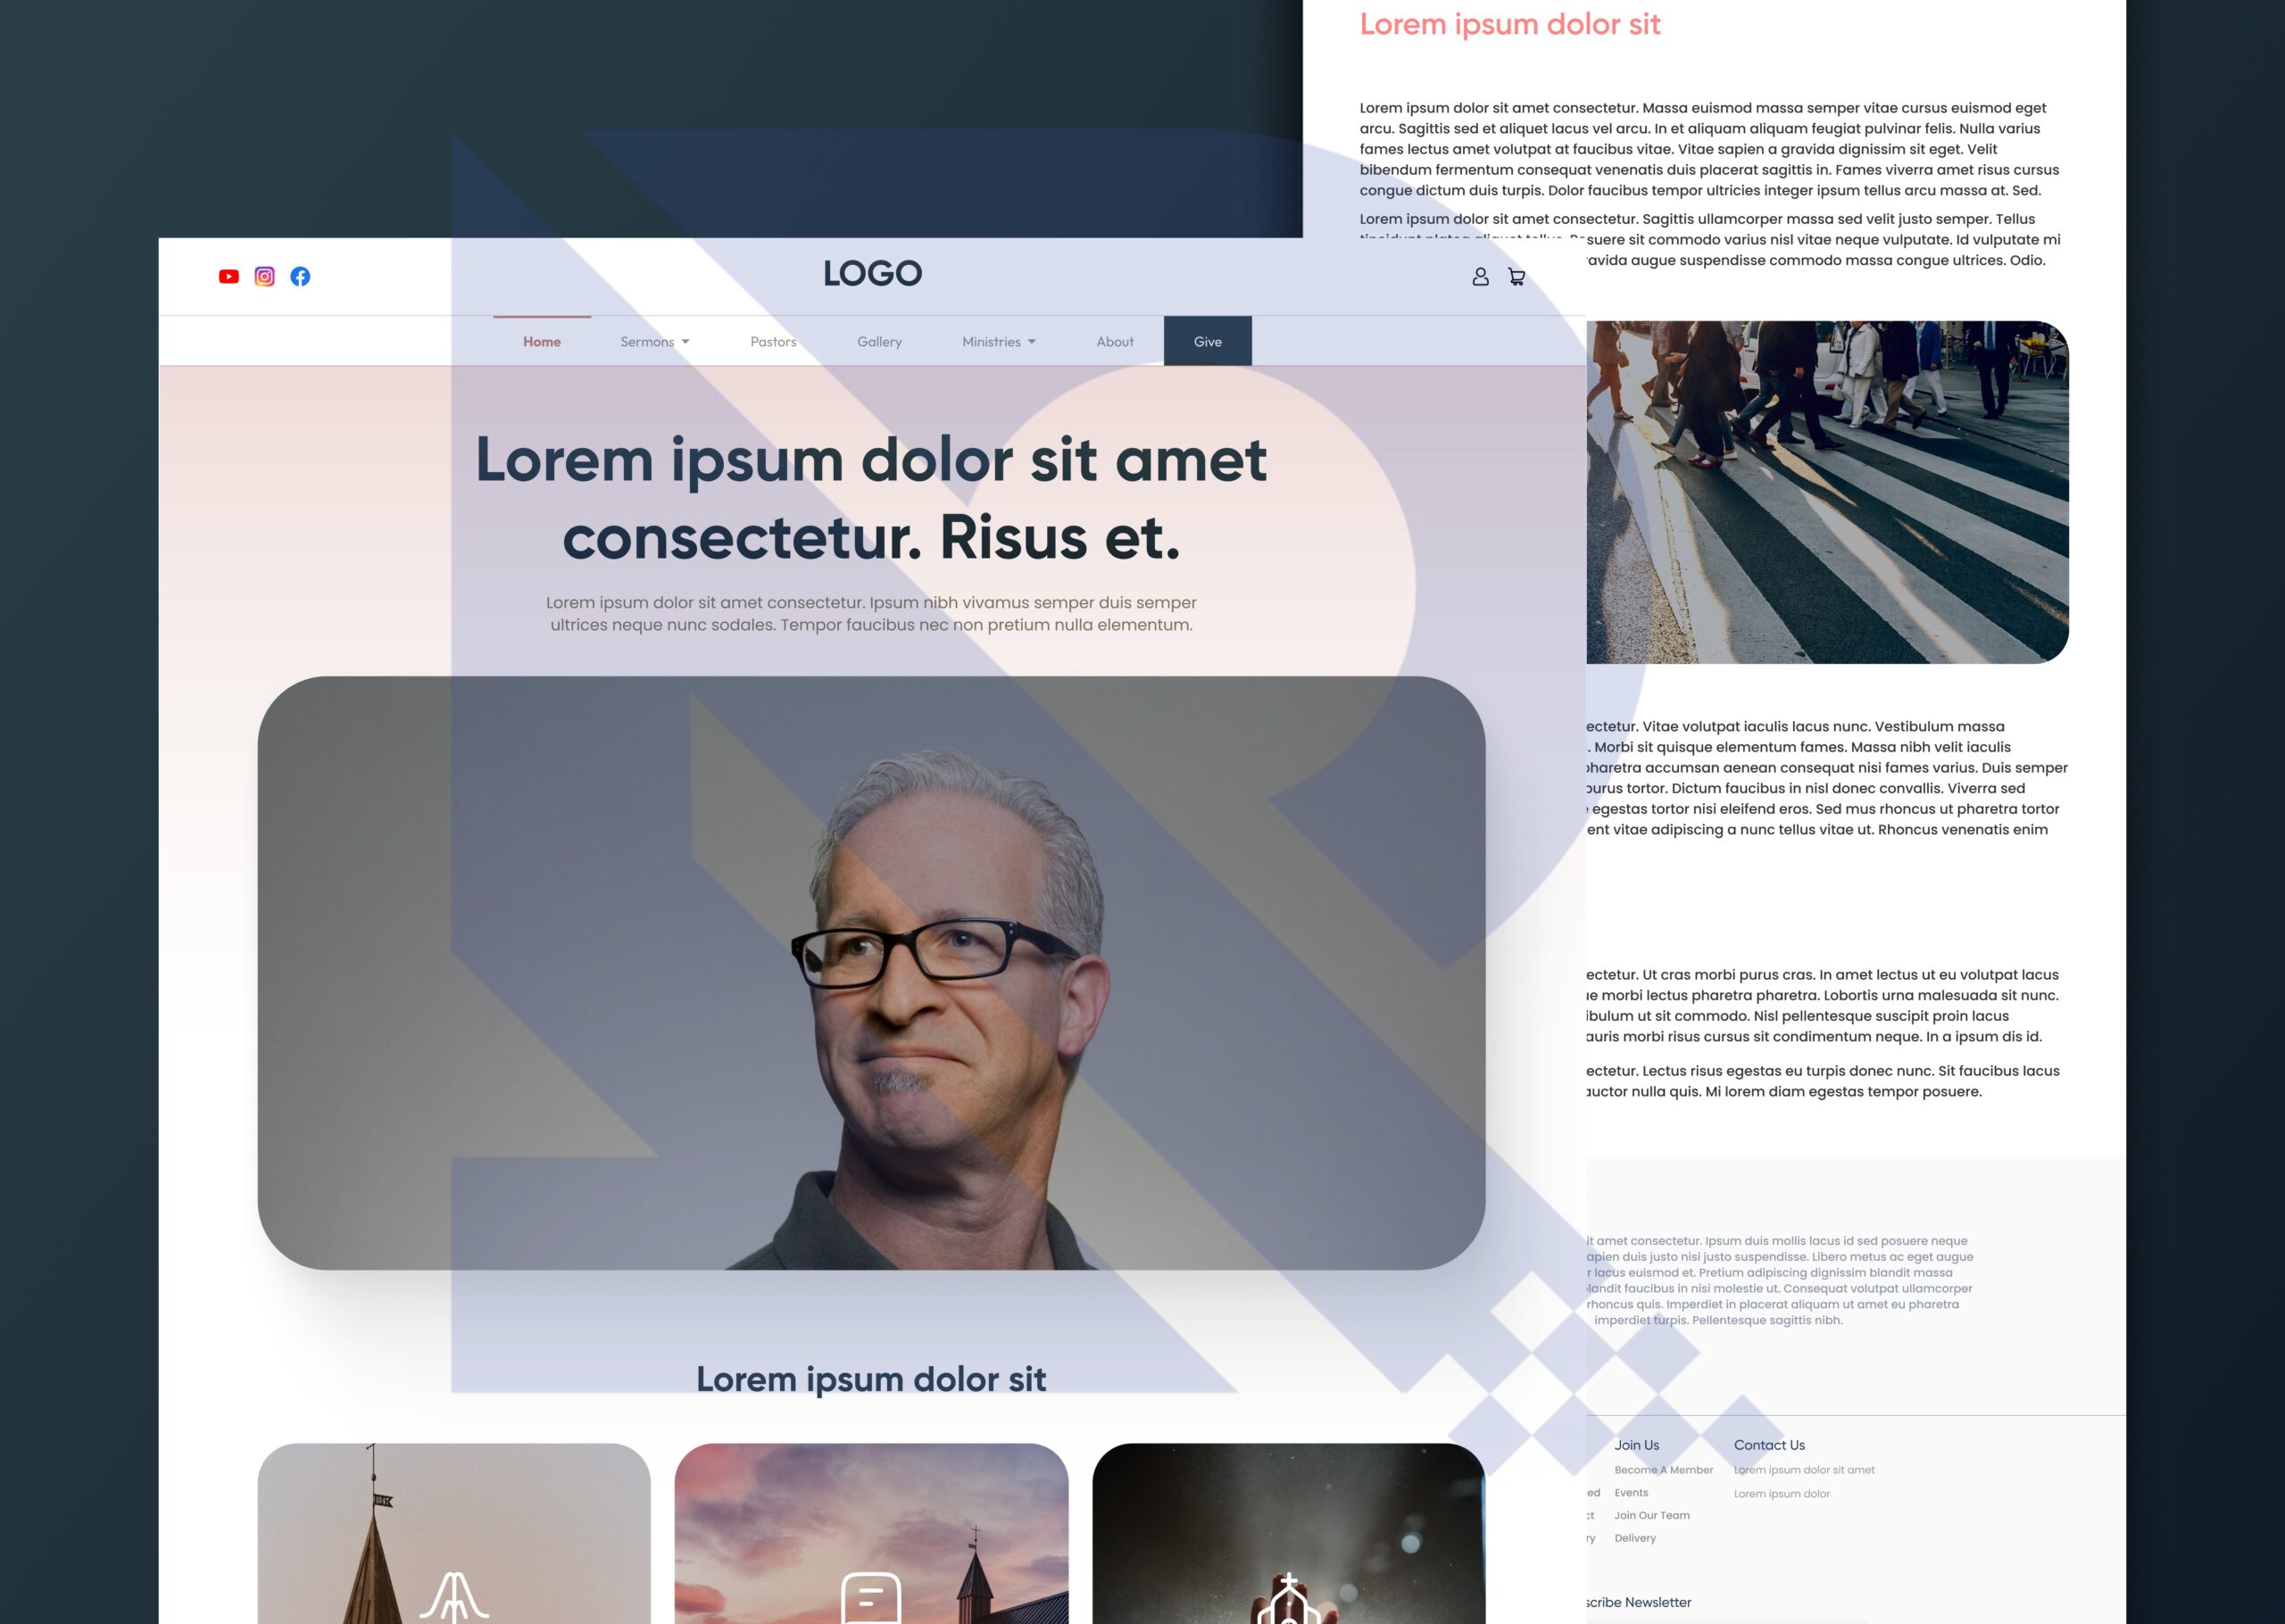 Lorem ipsum dolor sit
Lorem ipsum dolor sit amet consectetur. Massa euismod massa semper vitae cursus euismod eget
arcu. Sagittis sed et aliquet lacus vel arcu. In et aliquam aliquam feugiat pulvinar felis. Nulla varius
fames lectus amet volutpat at faucibus vitae. Vitae sapien a gravida dignissim sit eget. Velit
bibendum fermentum consequat venenatis duis placerat sagittis in. Fames viverra amet risus cursus
congue dictum duis turpis. Dolor faucibus tempor ultricies integer ipsum tellus arcu massa at. Sed.
Lorem ipsum dolor sit amet consectetur. Sagittis ullamcorper massa sed velit justo semper. Tellus
sit commodo varius nisl vitae neque vulputate. Id vulputate mi
augue suspendisse commodo massa congue ultrices. Odio.
LOGO
Home Sermons Pastors Gallery Ministries About Give
Lorem ipsum dolor sit amet
consectetur. Risus et.
Lorem ipsum dolor sit amet consectetur. Ipsum nibh vivamus semper duis semper
ultrices neque nunc sodales. Tempor faucibus nec non pretium nulla elementum.
Lorem ipsum dolor sit
Vitae volutpat iaculis lacus nunc. Vestibulum massa
. Morbi sit quisque elementum fames. Massa nibh velit iaculis
pharetra accumsan aenean consequat nisi fames varius. Duis semper
purus tortor. Dictum faucibus in nisl donec convallis. Viverra sed
egestas tortor nisi eleifend eros. Sed mus rhoncus ut pharetra tortor
vitae adipiscing a nunc tellus vitae ut. Rhoncus venenatis enim
Ut cras morbi purus cras. In amet lectus ut eu volutpat lacus
morbi lectus pharetra pharetra. Lobortis urna malesuada sit nunc.
ut sit commodo. Nisl pellentesque suscipit proin lacus
morbi risus cursus sit condimentum neque. In a ipsum dis id.
Lectus risus egestas eu turpis donec nunc. Sit faucibus lacus
auctor nulla quis. Mi lorem diam egestas tempor posuere.
it amet consectetur. Ipsum duis mollis lacus id sed posuere neque
duis justo nisi justo suspendisse. Libero metus ac eget augue
lacus euismod et. Pretium adipiscing dignissim blandit massa
blandit faucibus in nisi molestie ut. Consequat volutpat ullamcorper
rhoncus quis. Imperdiet in placerat aliquam ut amet eu pharetra
imperdiet turpis. Pellentesque sagittis nibh.
Join Us
Become A Member
Events
Join Our Team
Delivery
Contact Us
Lorem ipsum dolor sit amet
Lorem ipsum dolor
scribe Newsletter